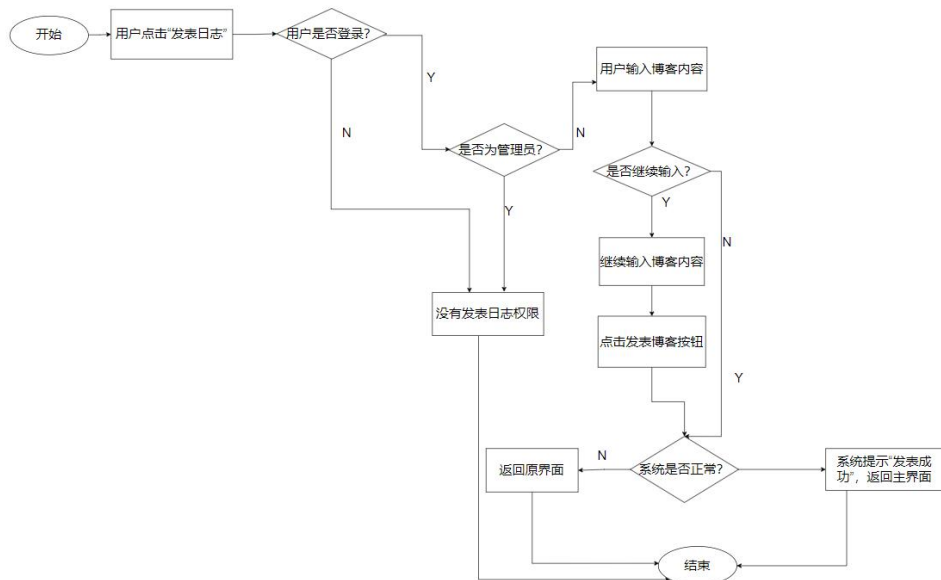 开始
用户点击“发表日志”
用户是否登录?
Y
N
是否为管理员?
N
Y
用户输入博客内容
是否继续输入?
Y
N
继续输入博客内容
没有发表日志权限
点击发表博客按钮
Y
系统是否正常?
N
返回原界面
系统提示“发表成
功”，返回主界面
结束